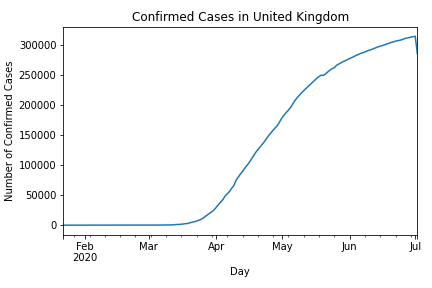 Confirmed Cases in United Kingdom
300000
250000
200000
150000
100000
50000
0
Number of Confirmed Cases
Feb Mar Apr May Jun Jul
2020
Day